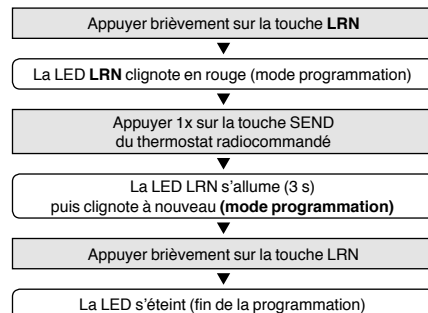 Appuyer brièvement sur la touche LRN
La LED LRN clignote en rouge (mode programmation)
Appuyer 1x sur la touche SEND
du thermostat radiocommandé
La LED LRN s'allume (3 s)
puis clignote à nouveau (mode programmation)
Appuyer brièvement sur la touche LRN
La LED s'éteint (fin de la programmation)